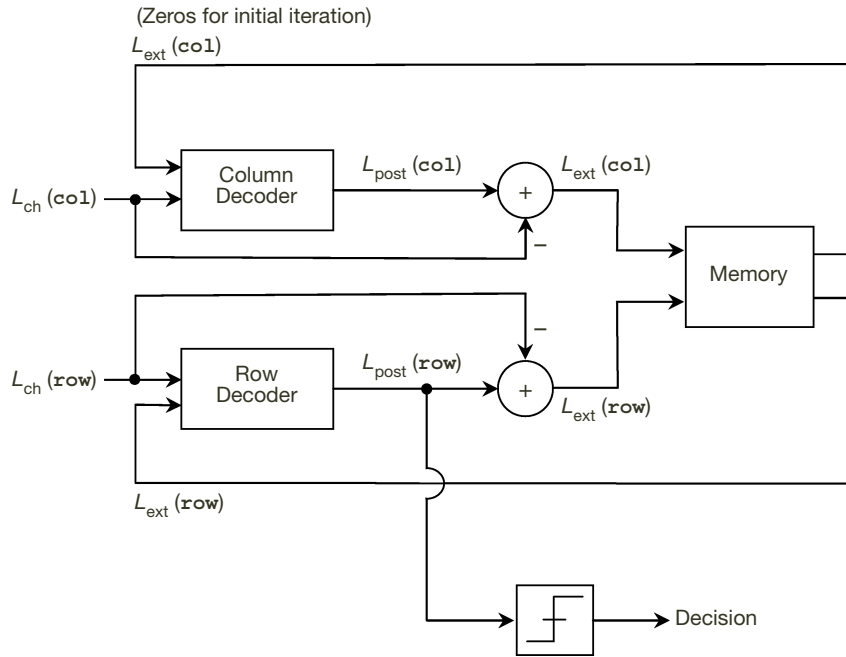 (Zeros for initial iteration)
L_ext (col)
L_post (col)
L_ext (col)
Column
Decoder
+
L_ch (col)
−
Memory
−
L_post (row)
Row
Decoder
L_ch (row)
+
L_ext (row)
L_ext (row)
Decision